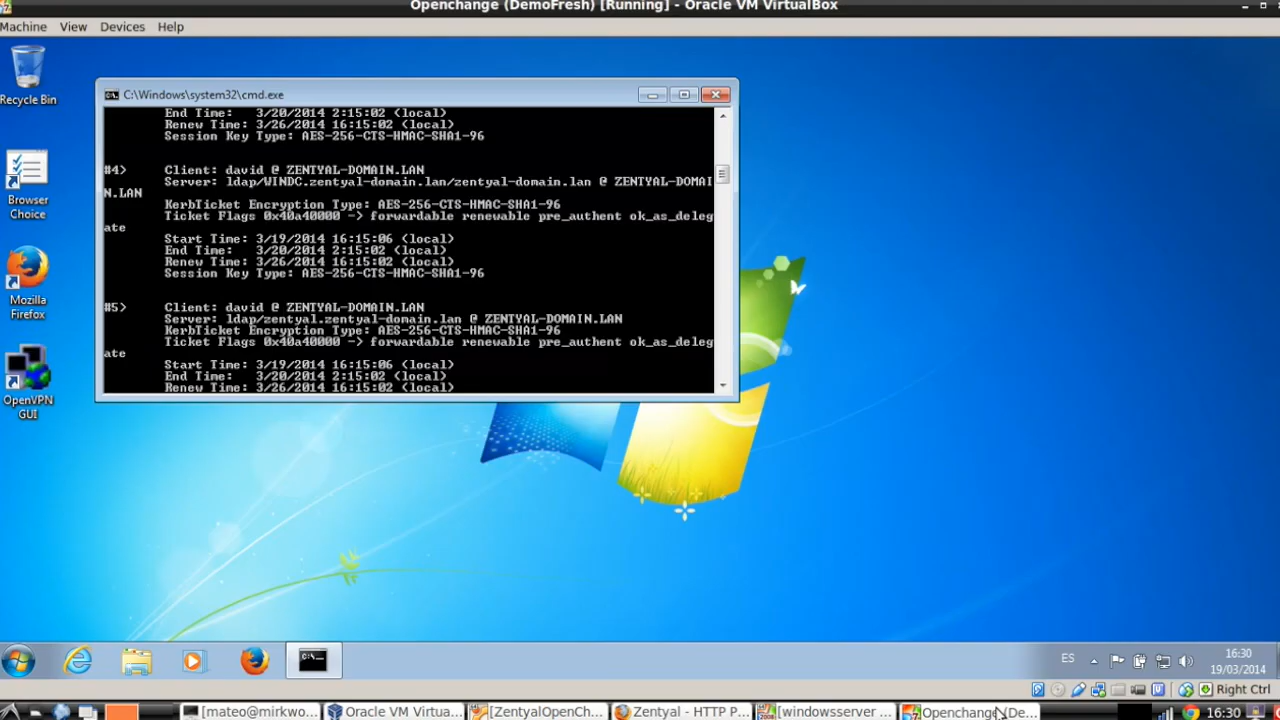 Openchange (DemoFresh) [Running] - Oracle VM VirtualBox
Machine View Devices Help
Recycle Bin
Browser
Choice
Mozilla
Firefox
OpenVPN
GUI
C:\Windows\system32\cmd.exe
End Time: 3/20/2014 2:15:02 (local)
Renew Time: 3/26/2014 16:15:02 (local)
Session Key Type: AES-256-CTS-HMAC-SHA1-96
#4> Client: david @ ZENTYAL-DOMAIN.LAN
Server: ldap/WINDC.zentyal-domain.lan/zentyal-domain.lan @ ZENTYAL-DOMAI
N.LAN
KerbTicket Encryption Type: AES-256-CTS-HMAC-SHA1-96
Ticket Flags 0x40a40000 -> forwardable renewable pre_authent ok_as_deleg
ate
Start Time: 3/19/2014 16:15:06 (local)
End Time: 3/20/2014 2:15:02 (local)
Renew Time: 3/26/2014 16:15:02 (local)
Session Key Type: AES-256-CTS-HMAC-SHA1-96
#5> Client: david @ ZENTYAL-DOMAIN.LAN
Server: ldap/zentyal.zentyal-domain.lan @ ZENTYAL-DOMAIN.LAN
KerbTicket Encryption Type: AES-256-CTS-HMAC-SHA1-96
Ticket Flags 0x40a40000 -> forwardable renewable pre_authent ok_as_deleg
ate
Start Time: 3/19/2014 16:15:06 (local)
End Time: 3/20/2014 2:15:02 (local)
Renew Time: 3/26/2014 16:15:02 (local)
ES
16:30
19/03/2014
Right Ctrl
[mateo@mirkwo... Oracle VM Virtua... [ZentyalOpenCh... Zentyal - HTTP P... [windowsserver ... Openchange (De... 16:30